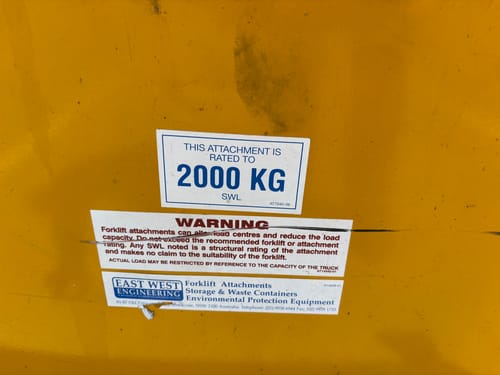 THIS ATTACHMENT IS
RATED TO
2000 KG
SWL
WARNING
Forklift attachments can alter load centres and reduce the load
capacity. Do not exceed the recommended forklift or attachment
rating. Any SWL noted is a structural rating of the attachment
and makes no claim to the suitability of the forklift.
ACTUAL LOAD MAY BE RESTRICTED BY REFERENCE TO THE CAPACITY OF THE TRUCK
EAST WEST
ENGINEERING
Forklift Attachments
Storage & Waste Containers
Environmental Protection Equipment
Australia. Telephone: